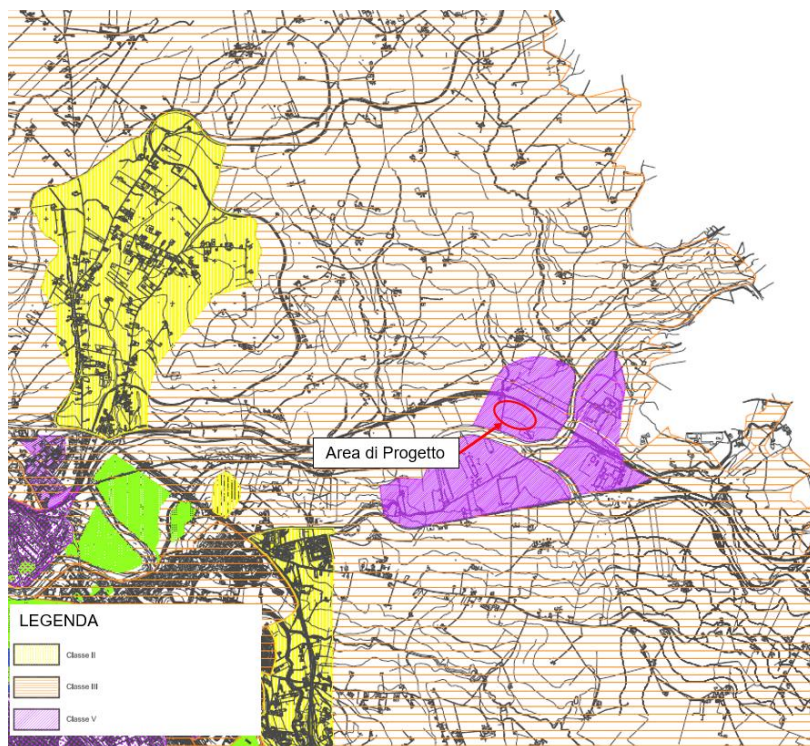 Area di Progetto
LEGENDA
Classe II
Classe III
Classe V